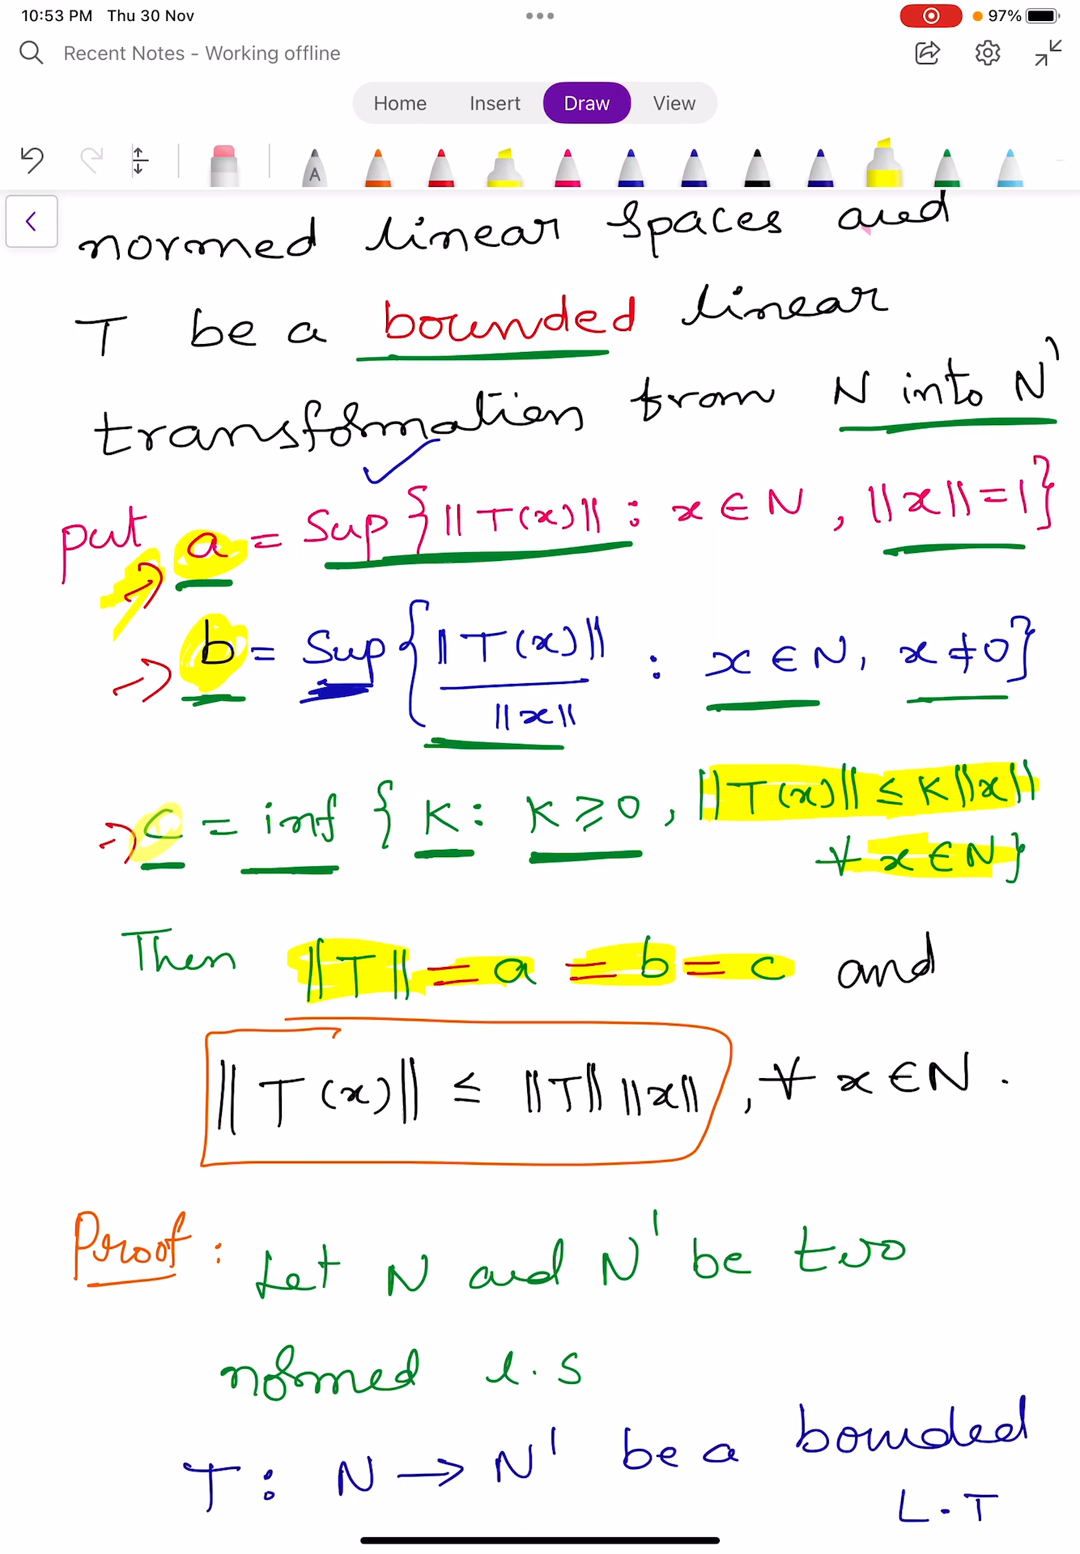 10:53 PM Thu 30 Nov
97%
Recent Notes - Working offline
Home Insert Draw View
A
normed linear spaces and
T be a bounded linear
transformation from N into N'
put a = Sup {||T(x)|| : x ∈ N, ||x|| = 1}
b = Sup { ||T(x)|| / ||x|| : x ∈ N, x ≠ 0}
c = inf { K : K ≥ 0, ||T(x)|| ≤ K||x||
∀ x ∈ N}
Then ||T|| = a = b = c and
||T(x)|| ≤ ||T|| ||x||, ∀ x ∈ N.
Proof : Let N and N' be two
normed l.s
T : N → N' be a bounded
L.T